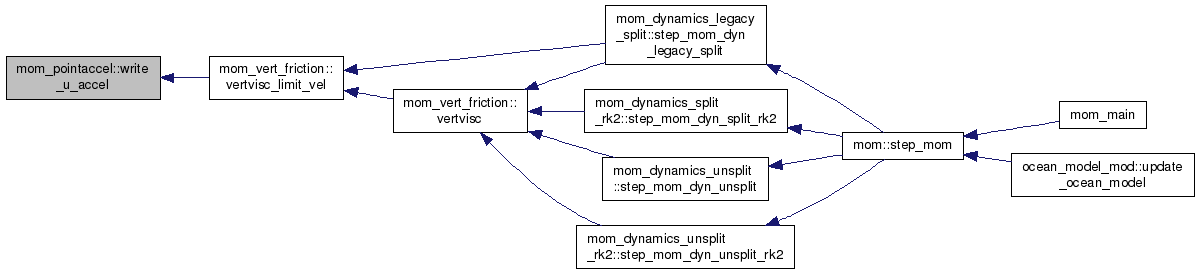 mom_pointaccel::write
_u_accel
mom_vert_friction::
vertvisc_limit_vel
mom_vert_friction::
vertvisc
mom_dynamics_legacy
_split::step_mom_dyn
_legacy_split
mom_dynamics_split
_rk2::step_mom_dyn_split_rk2
mom_dynamics_unsplit
::step_mom_dyn_unsplit
mom_dynamics_unsplit
_rk2::step_mom_dyn_unsplit_rk2
mom::step_mom
mom_main
ocean_model_mod::update
_ocean_model